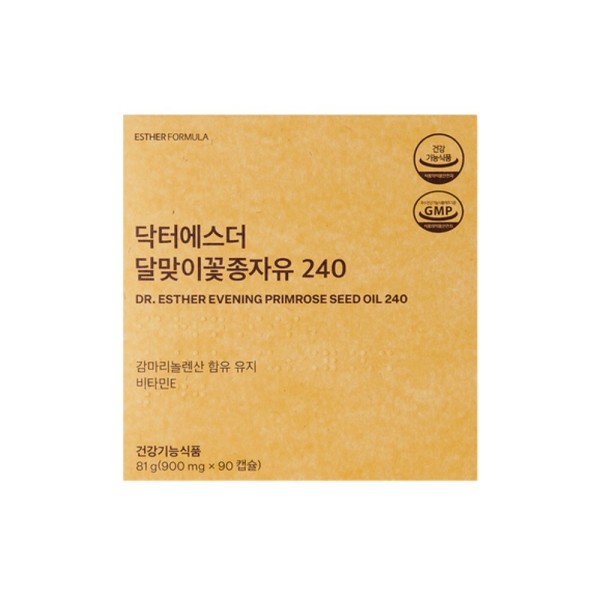 ESTHER FORMULA
건강
기능식품
GMP
닥터에스더
달맞이꽃종자유 240
DR. ESTHER EVENING PRIMROSE SEED OIL 240
감마리놀렌산 함유 유지
비타민E
건강기능식품
81 g(900 mg × 90 캡슐)